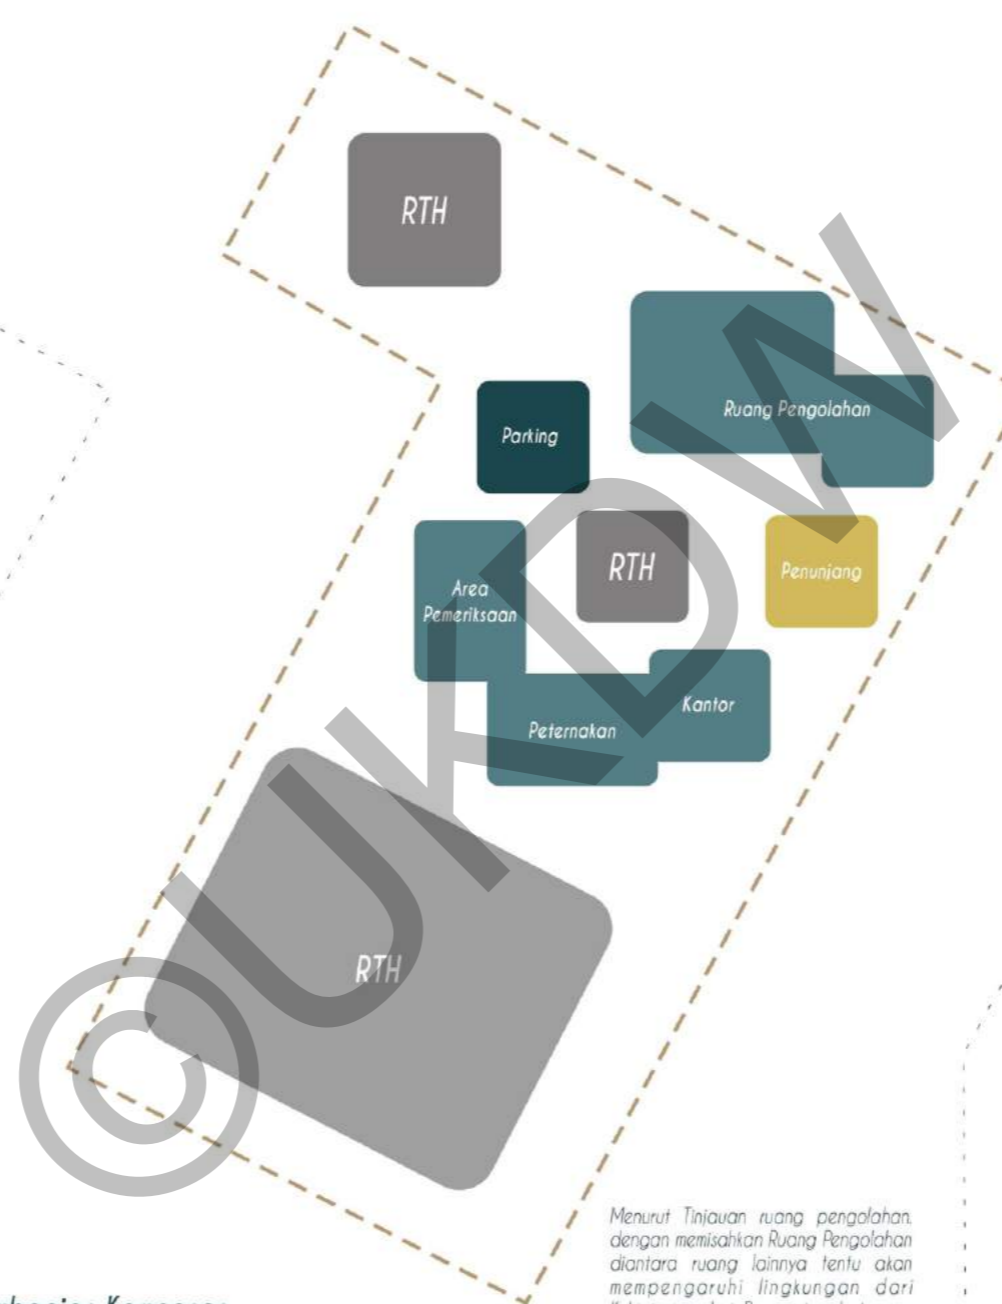 RTH
Ruang Pengolahan
Parking
RTH
Penunjang
Area
Pemeriksaan
Kantor
Peternakan
RTH
©UKDW
Menurut Tinjauan ruang pengolahan,
dengan memisahkan Ruang Pengolahan
diantara ruang lainnya tentu akan
mempengaruhi lingkungan dari